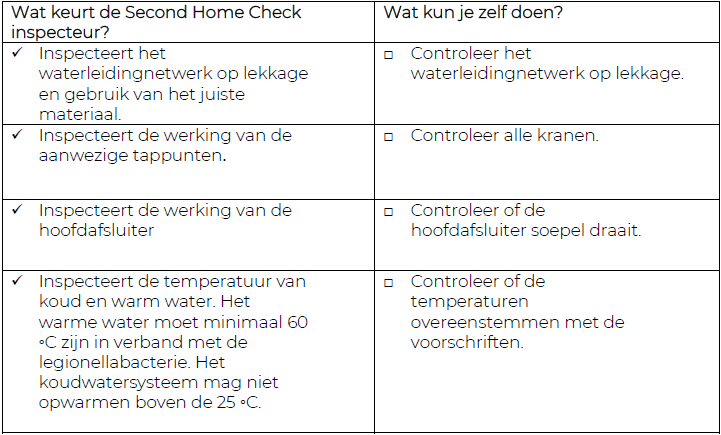 Wat keurt de Second Home Check
inspecteur?
Wat kun je zelf doen?
✓ Inspecteert het
waterleidingnetwerk op lekkage
en gebruik van het juiste
materiaal.
□ Controleer het
waterleidingnetwerk op lekkage.
✓ Inspecteert de werking van de
aanwezige tappunten.
□ Controleer alle kranen.
✓ Inspecteert de werking van de
hoofdafsluiter
□ Controleer of de
hoofdafsluiter soepel draait.
✓ Inspecteert de temperatuur van
koud en warm water. Het
warme water moet minimaal 60
°C zijn in verband met de
legionellabacterie. Het
koudwatersysteem mag niet
opwarmen boven de 25 °C.
□ Controleer of de
temperaturen
overeenstemmen met de
voorschriften.